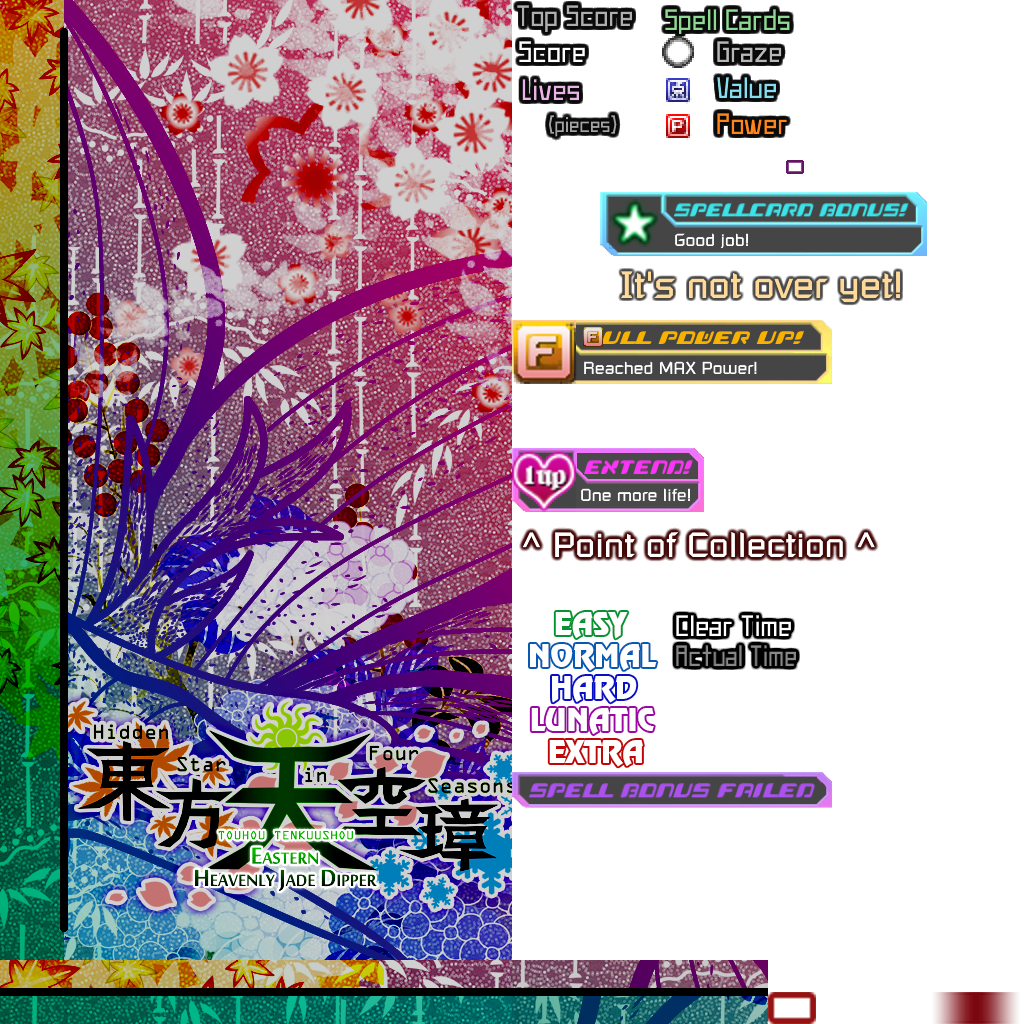 Top Score
Spell Cards
Score
Graze
Lives
Value
(pieces)
P
Power
SPELLCARD BONUS!
Good job!
It's not over yet!
F
FULL POWER UP!
Reached MAX Power!
1up
EXTEND!
One more life!
^ Point of Collection ^
EASY
NORMAL
HARD
LUNATIC
EXTRA
Clear Time
Actual Time
SPELL BONUS FAILED
Hidden Star in Four Seasons
東方天空璋
TOUHOU TENKUUSHOU
EASTERN
HEAVENLY JADE DIPPER